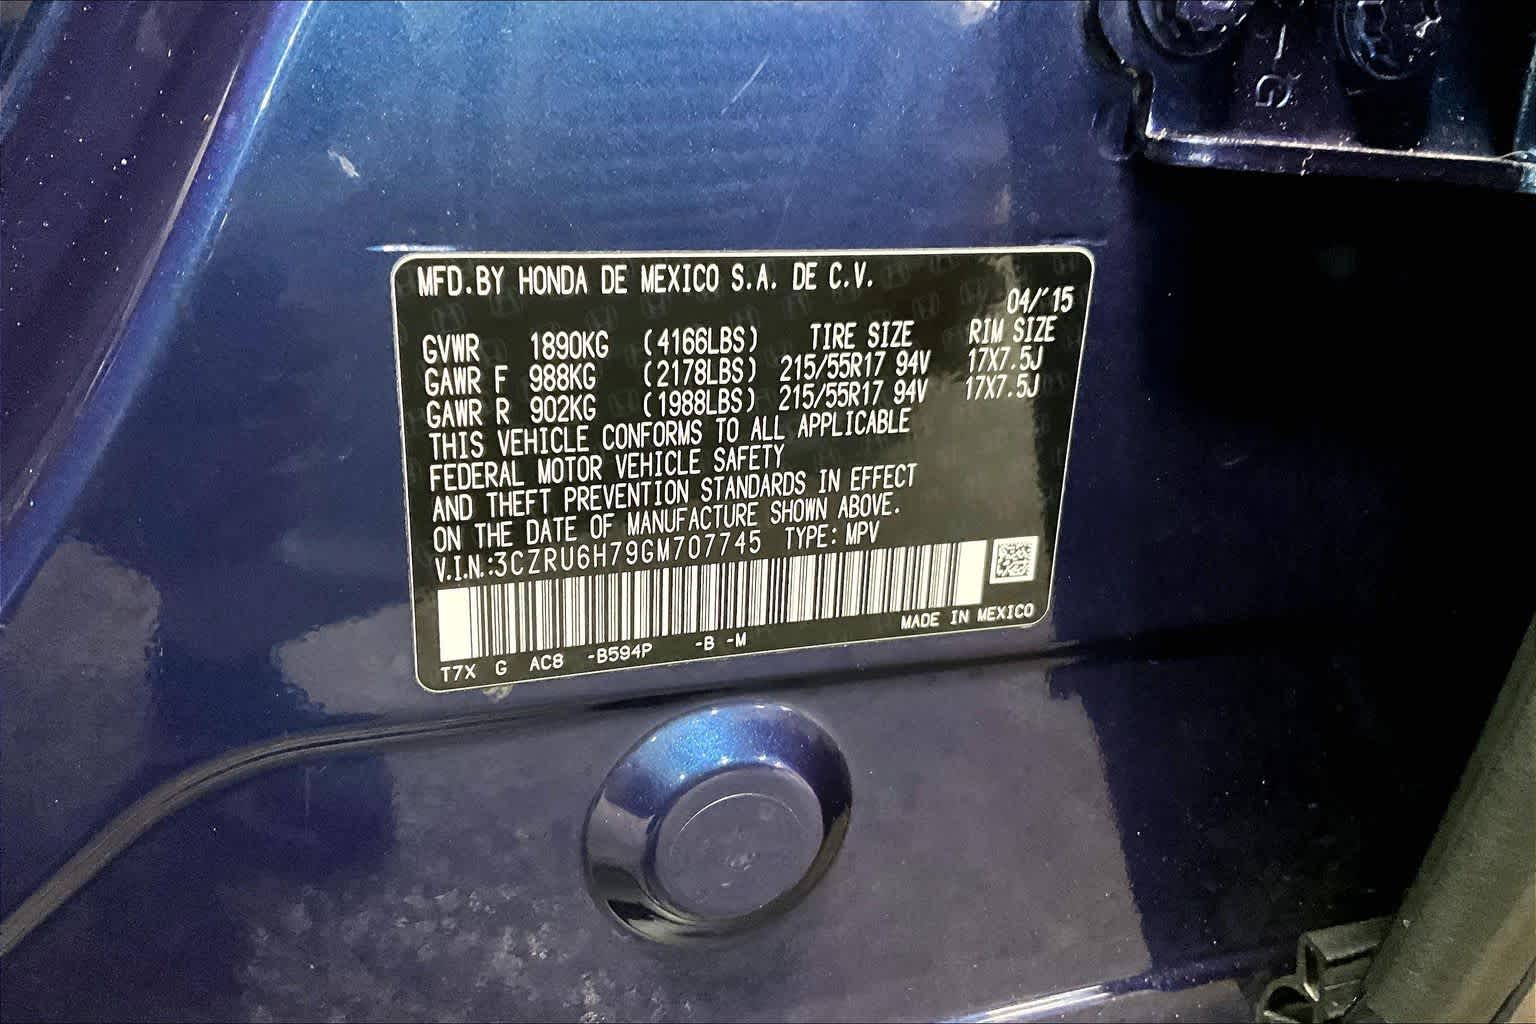 MFD.BY HONDA DE MEXICO S.A. DE C.V.
04/'15
GVWR 1890KG (4166LBS) TIRE SIZE RIM SIZE
GAWR F 988KG (2178LBS) 215/55R17 94V 17X7.5J
GAWR R 902KG (1988LBS) 215/55R17 94V 17X7.5J
THIS VEHICLE CONFORMS TO ALL APPLICABLE
FEDERAL MOTOR VEHICLE SAFETY
AND THEFT PREVENTION STANDARDS IN EFFECT
ON THE DATE OF MANUFACTURE SHOWN ABOVE.
V.I.N.:3CZRU6H79GM707745 TYPE: MPV
MADE IN MEXICO
T7X G AC8 -B594P -B -M